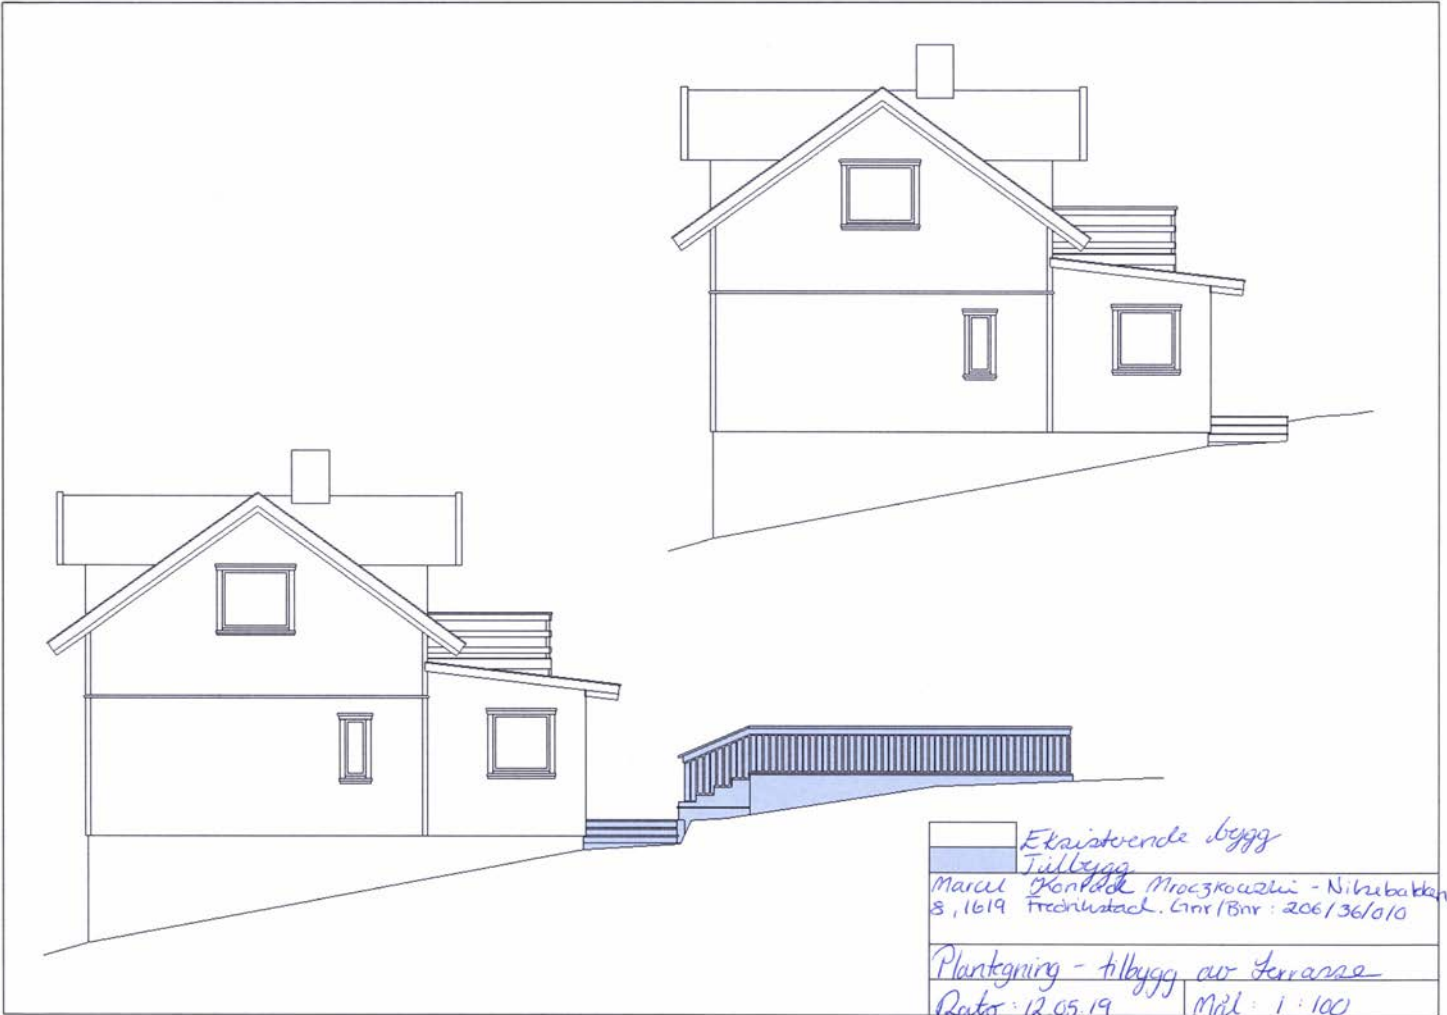 Eksisterende bygg
Tilbygg
Marcel Konrad Mroczkowski - Nilsebakken
8, 1619 Fredrikstad. Gnr/Bnr: 206/36/0/0
Plantegning - tilbygg av terrasse
Dato: 12.05.19
Mål: 1:100